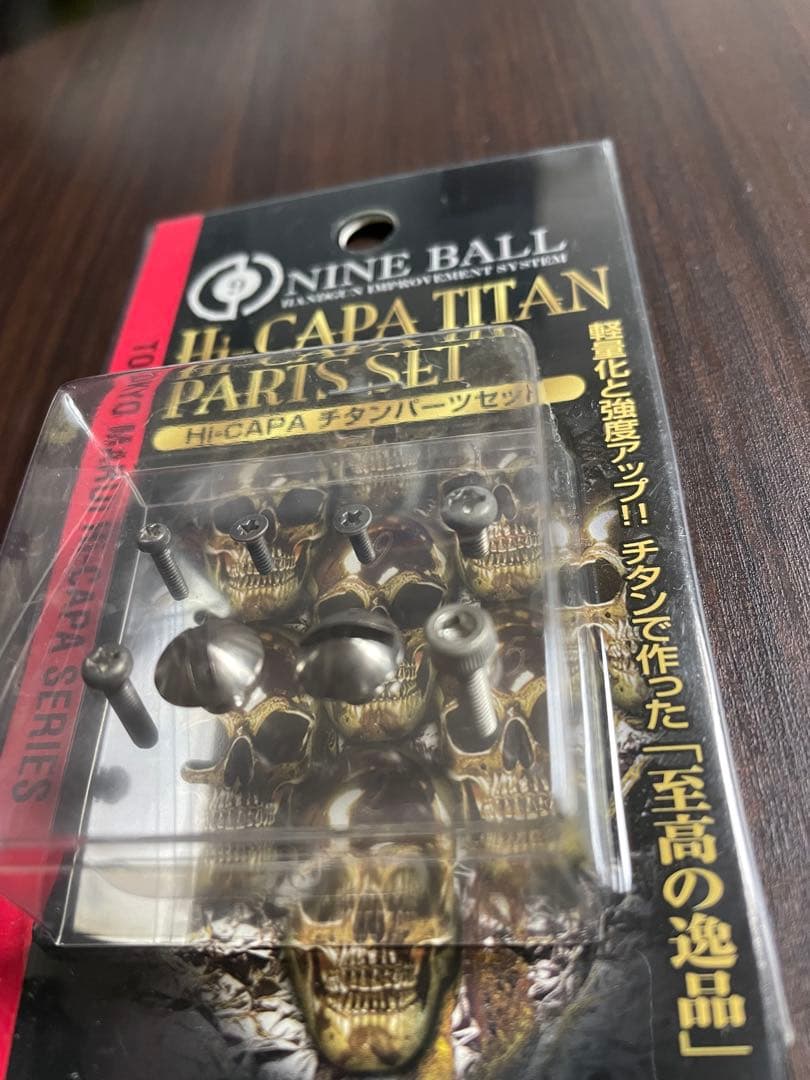 NINE BALL
HANDGUN IMPROVEMENT SYSTEM
Hi-CAPA TITAN
PARTS SET
Hi-CAPA チタンパーツセット
軽量化と強度アップ!! チタンで作った「至高の逸品」
TOKYO MARUI Hi-CAPA SERIES